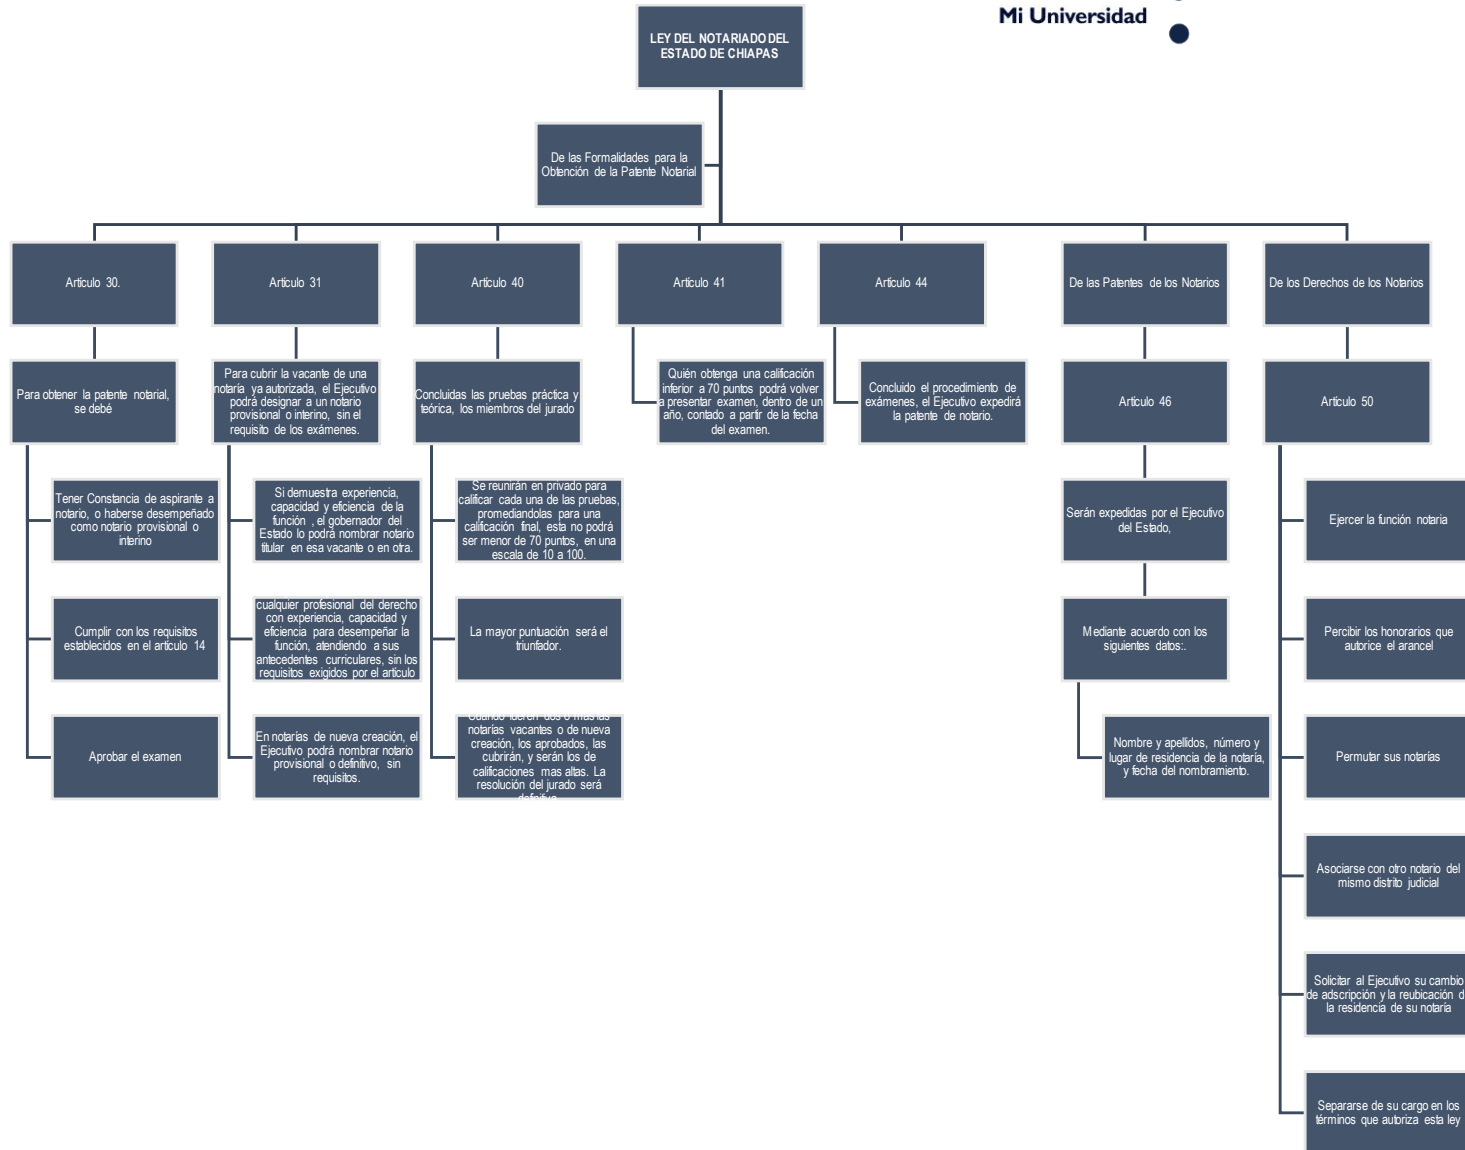 Mi Universidad
LEY DEL NOTARIADO DEL
ESTADO DE CHIAPAS
De las Formalidades para la
Obtención de la Patente Notarial
Artículo 30.
Artículo 31
Artículo 40
Artículo 41
Artículo 44
De las Patentes de los Notarios
De los Derechos de los Notarios
Para obtener la patente notarial,
se debé
Para cubrir la vacante de una
notaría ya autorizada, el Ejecutivo
podrá designar a un notario
provisional o interino, sin el
requisito de los exámenes.
Concluidas las pruebas práctica y
teórica, los miembros del jurado
Quién obtenga una calificación
inferior a 70 puntos podrá volver
a presentar examen, dentro de un
año, contado a partir de la fecha
del examen.
Concluido el procedimiento de
exámenes, el Ejecutivo expedirá
la patente de notario.
Artículo 46
Artículo 50
Tener Constancia de aspirante a
notario, o haberse desempeñado
como notario provisional o
interino
Si demuestra experiencia,
capacidad y eficiencia de la
función , el gobernador del
Estado lo podrá nombrar notario
titular en esa vacante o en otra.
Se reunirán en privado para
calificar cada una de las pruebas,
promediandolas para una
calificación final, esta no podrá
ser menor de 70 puntos, en una
escala de 10 a 100.
Serán expedidas por el Ejecutivo
del Estado,
Ejercer la función notaria
Cumplir con los requisitos
establecidos en el artículo 14
cualquier profesional del derecho
con experiencia, capacidad y
eficiencia para desempeñar la
función, atendiendo a sus
antecedentes curriculares, sin los
requisitos exigidos por el artículo
La mayor puntuación será el
triunfador.
Mediante acuerdo con los
siguientes datos:.
Percibir los honorarios que
autorice el arancel
Aprobar el examen
En notarías de nueva creación, el
Ejecutivo podrá nombrar notario
provisional o definitivo, sin
requisitos.
Cuando fueren dos o más las
notarías vacantes o de nueva
creación, los aprobados, las
cubrirán, y serán los de
calificaciones mas altas. La
resolución del jurado será
definitiva
Nombre y apellidos, número y
lugar de residencia de la notaría,
y fecha del nombramiento.
Permutar sus notarías
Asociarse con otro notario del
mismo distrito judicial
Solicitar al Ejecutivo su cambio
de adscripción y la reubicación d
la residencia de su notaría
Separarse de su cargo en los
términos que autoriza esta ley